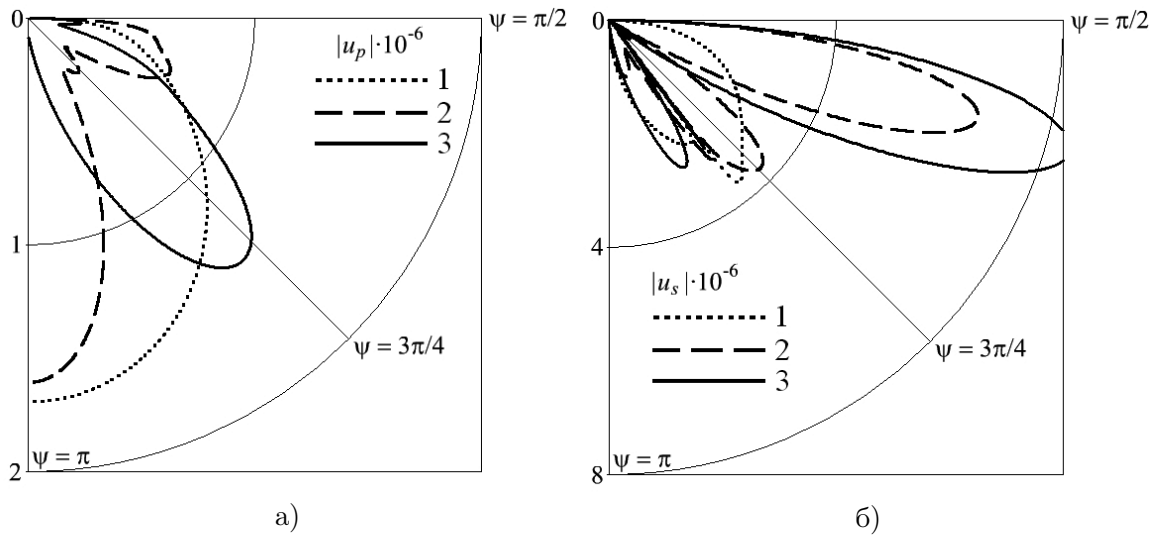 0
ψ = π/2
|u_p|·10^-6
1
2
3
1
ψ = 3π/4
ψ = π
2
а)
0
ψ = π/2
4
|u_s|·10^-6
1
2
3
ψ = 3π/4
ψ = π
8
б)